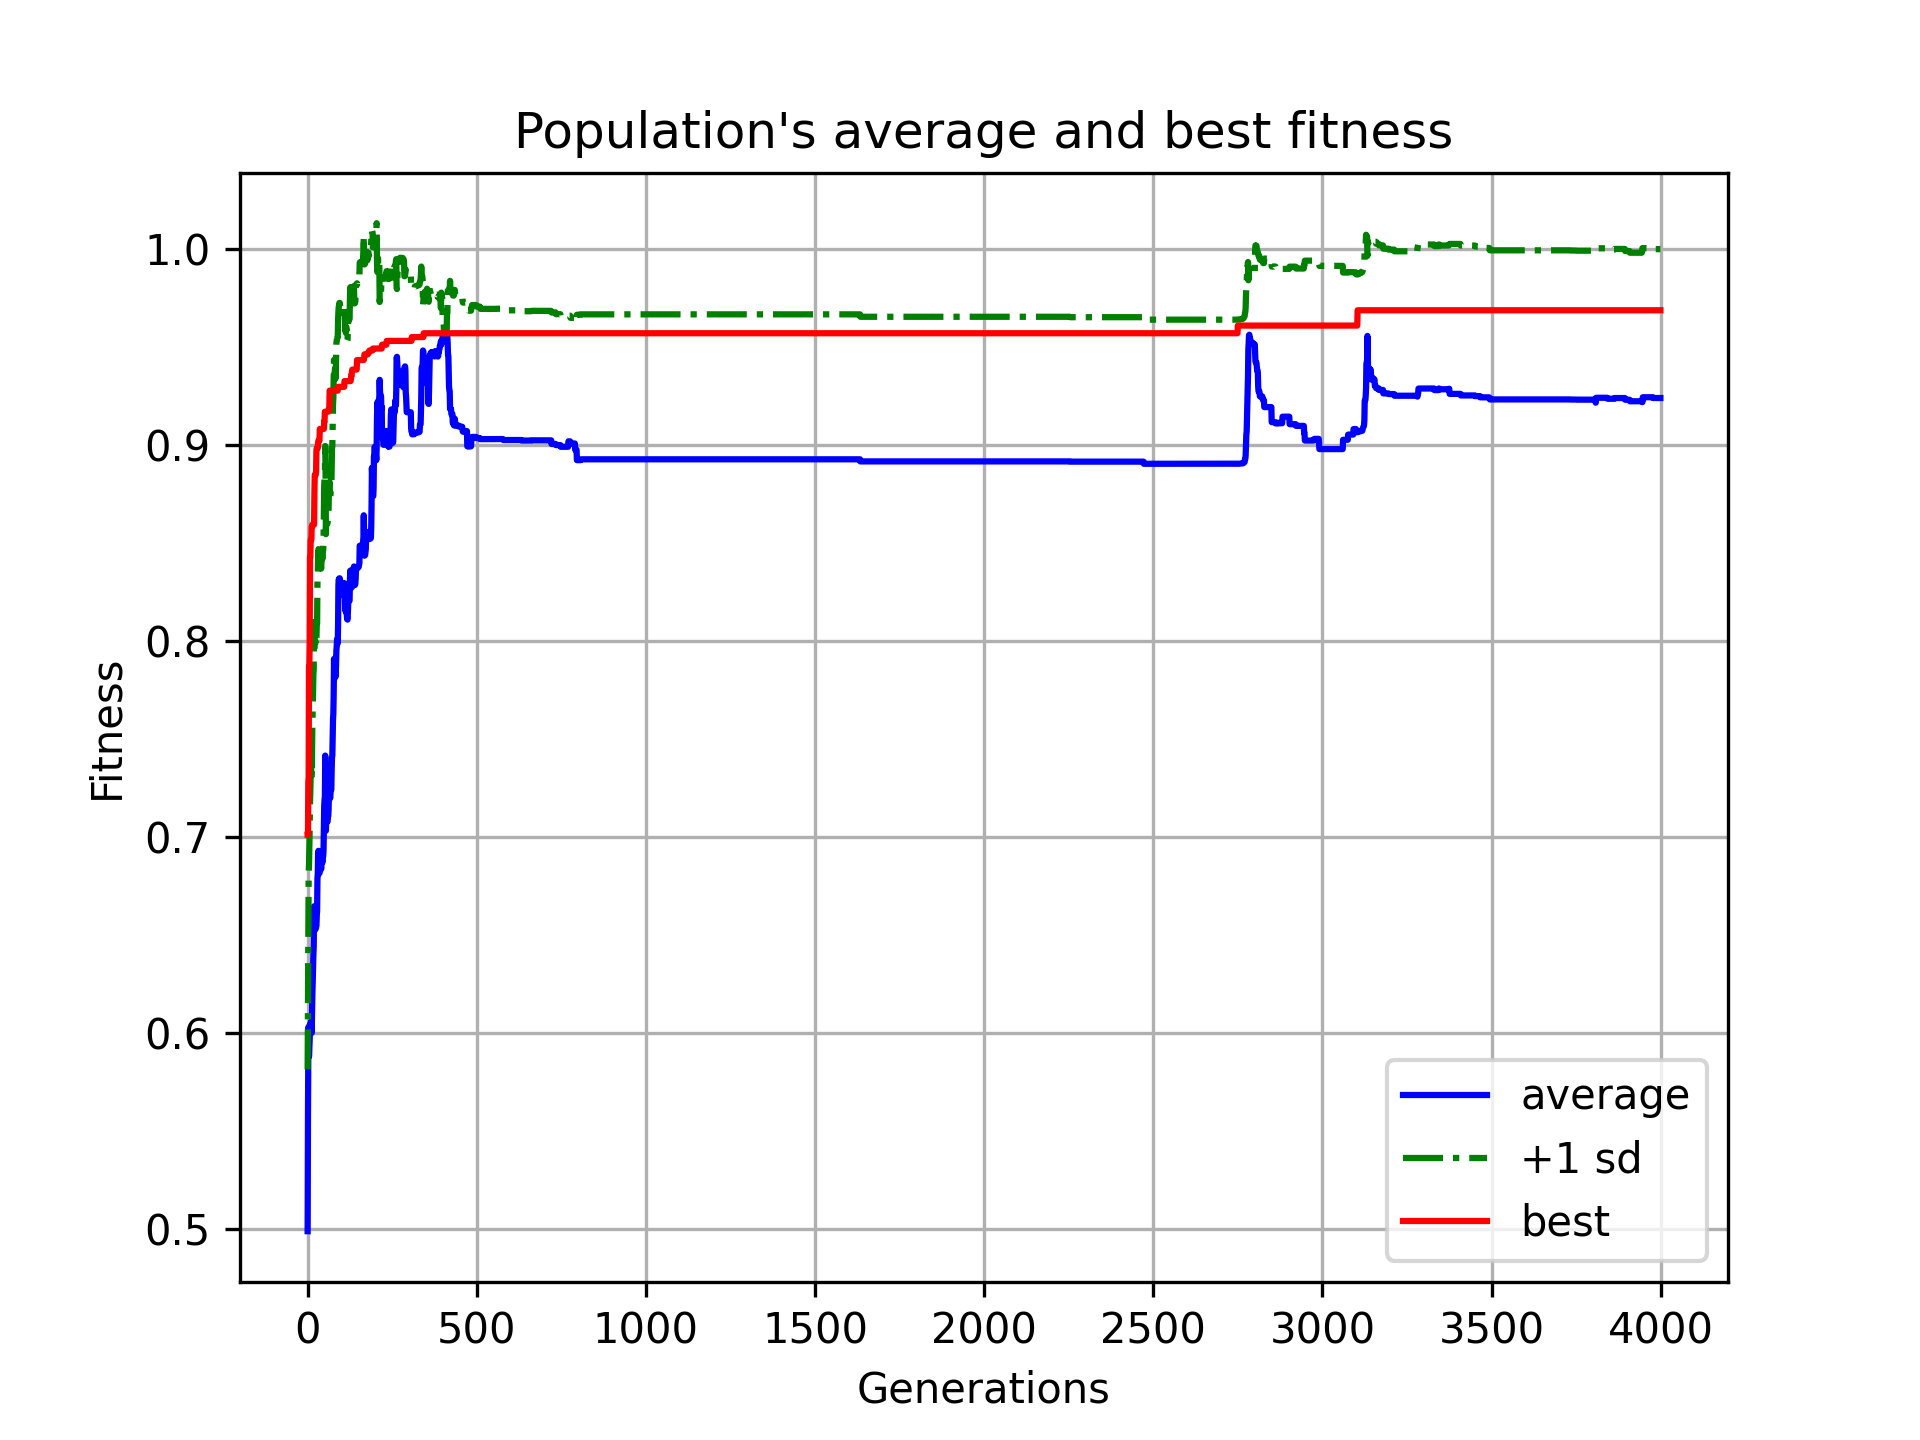 Population's average and best fitness
1.0
0.9
0.8
0.7
0.6
0.5
Fitness
0 500 1000 1500 2000 2500 3000 3500 4000
Generations
average
+1 sd
best